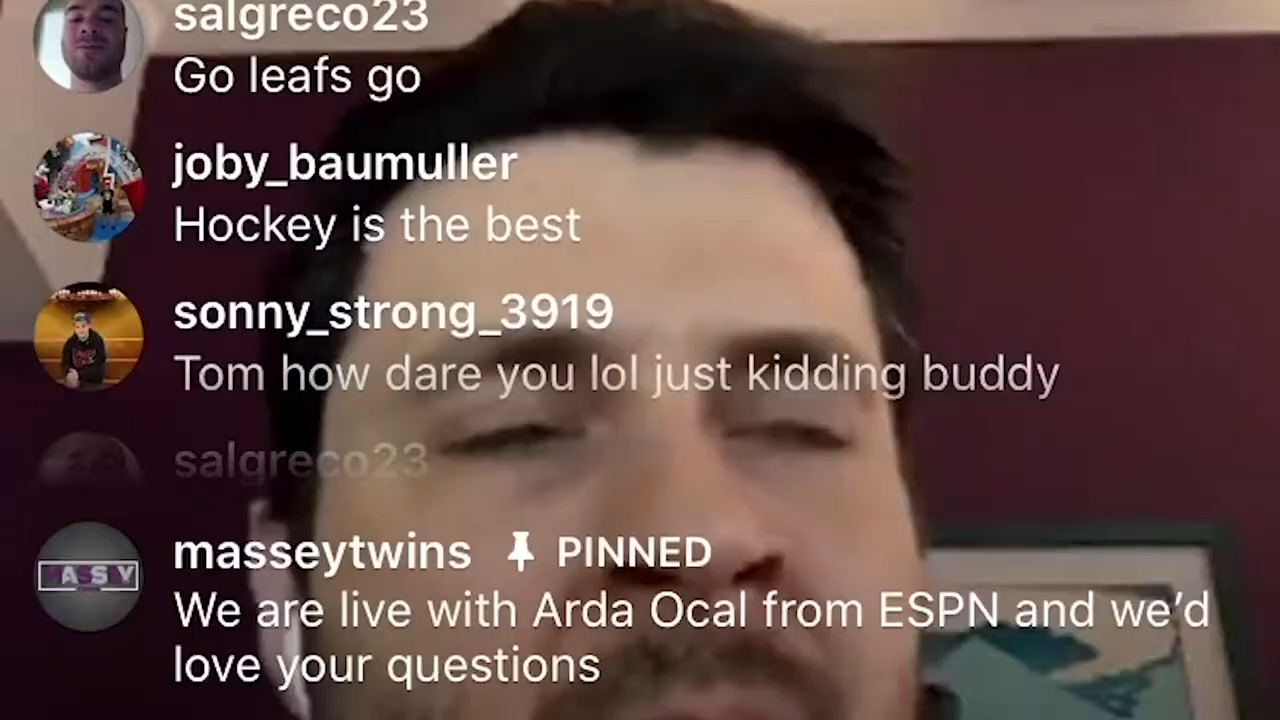 salgreco23
Go leafs go
joby_baumuller
Hockey is the best
sonny_strong_3919
Tom how dare you lol just kidding buddy
salgreco23
masseytwins PINNED
We are live with Arda Ocal from ESPN and we’d
love your questions